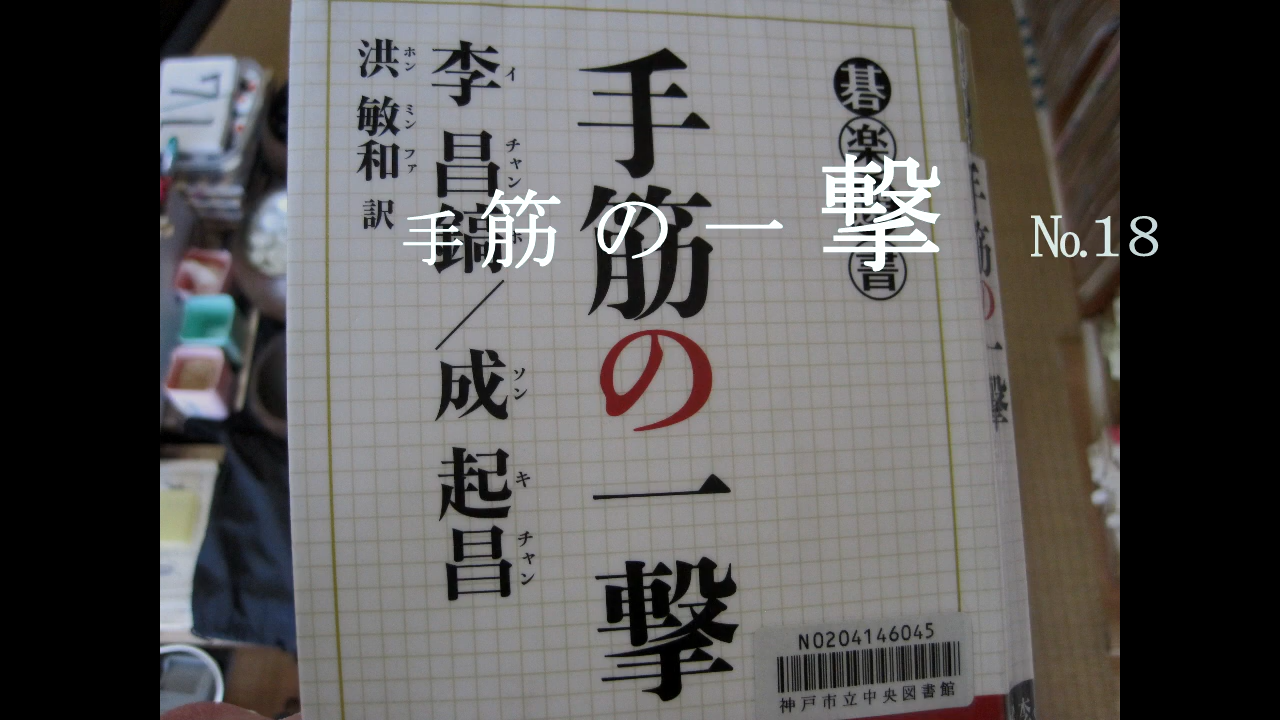 碁楽選書
手筋の一撃
李昌鎬/成起昌
イ チャン ホ ソン キ チャン
洪敏和 訳
ホン ミン ファ
手筋の一撃 №18
手筋の一撃
N0204146045
神戸市立中央図書館